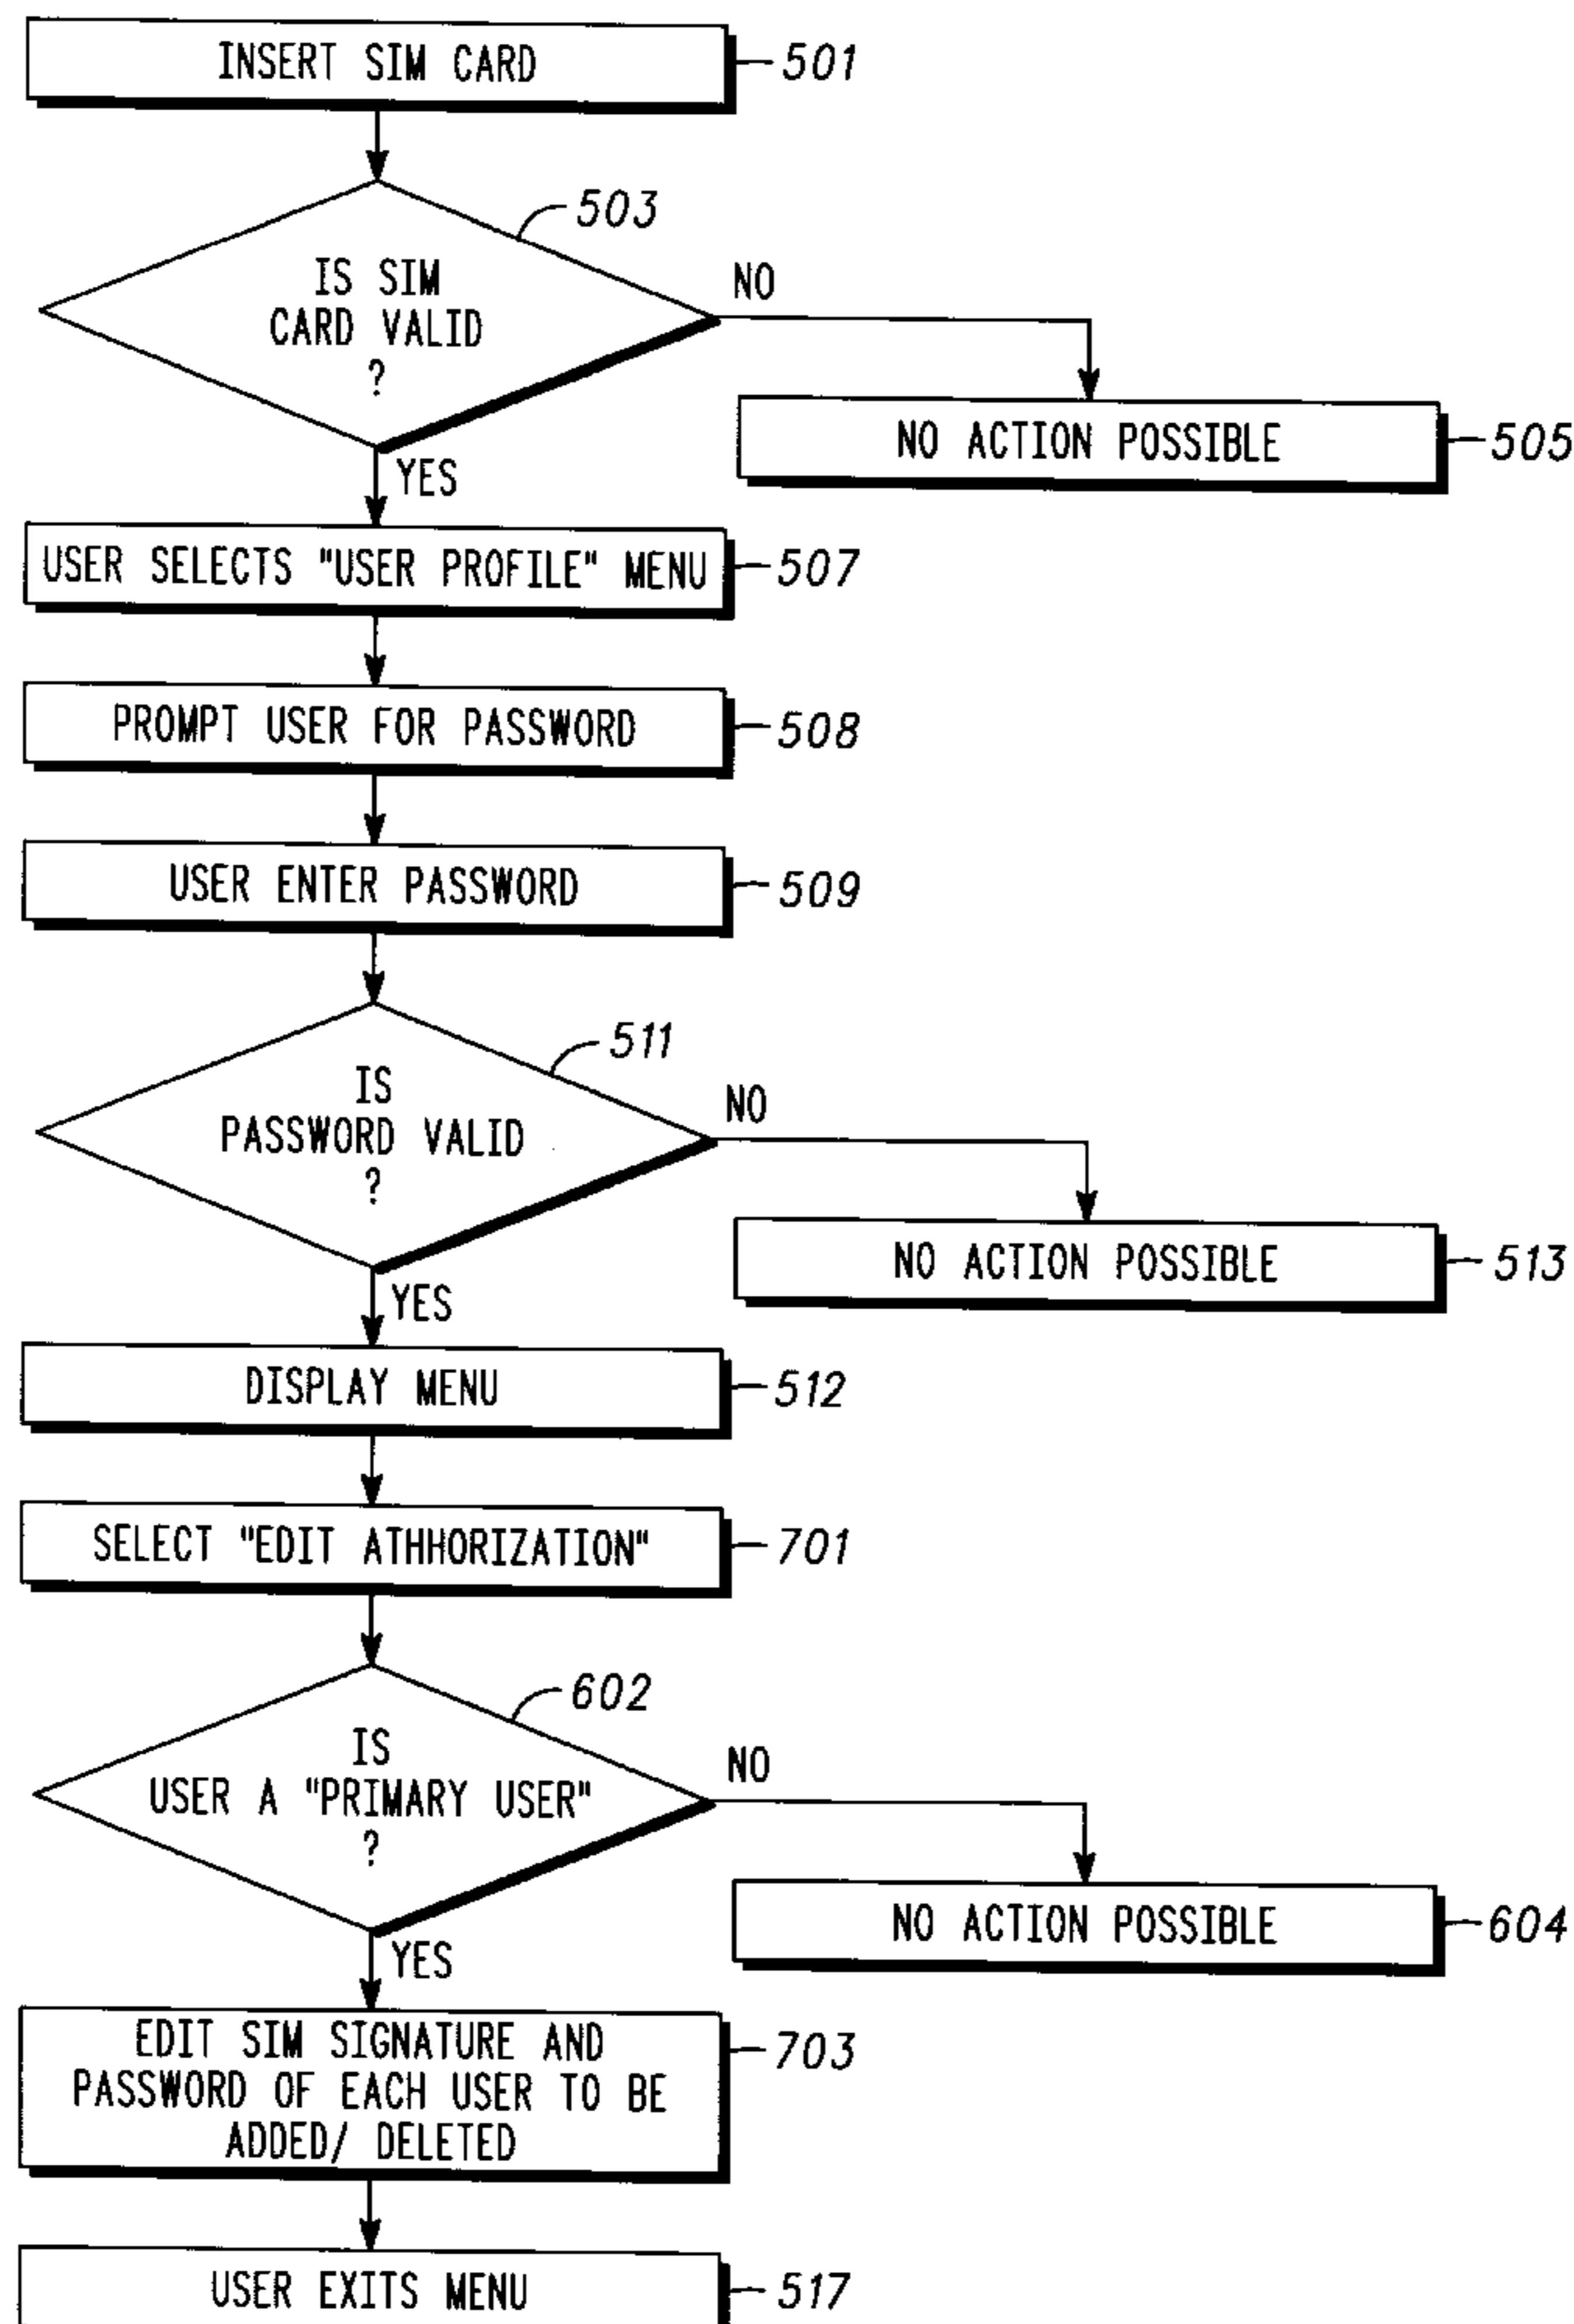 INSERT SIM CARD
501
503
IS SIM
CARD VALID
?
NO
YES
NO ACTION POSSIBLE
505
USER SELECTS "USER PROFILE" MENU
507
PROMPT USER FOR PASSWORD
508
USER ENTER PASSWORD
509
511
IS
PASSWORD VALID
?
NO
YES
NO ACTION POSSIBLE
513
DISPLAY MENU
512
SELECT "EDIT ATHHORIZATION"
701
602
IS
USER A "PRIMARY USER"
?
NO
YES
NO ACTION POSSIBLE
604
EDIT SIM SIGNATURE AND
PASSWORD OF EACH USER TO BE
ADDED/ DELETED
703
USER EXITS MENU
517